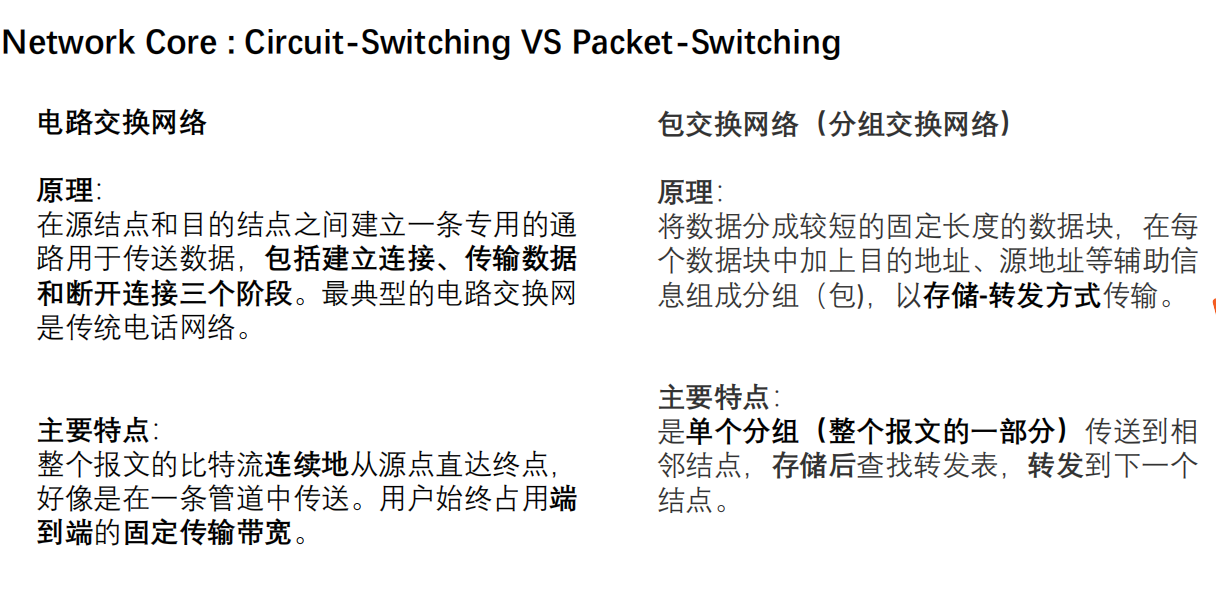 Network Core : Circuit-Switching VS Packet-Switching
电路交换网络
原理：
在源结点和目的结点之间建立一条专用的通
路用于传送数据，包括建立连接、传输数据
和断开连接三个阶段。最典型的电路交换网
是传统电话网络。
主要特点：
整个报文的比特流连续地从源点直达终点，
好像是在一条管道中传送。用户始终占用端
到端的固定传输带宽。
包交换网络（分组交换网络）
原理：
将数据分成较短的固定长度的数据块，在每
个数据块中加上目的地址、源地址等辅助信
息组成分组（包)，以存储-转发方式传输。
主要特点：
是单个分组（整个报文的一部分）传送到相
邻结点，存储后查找转发表，转发到下一个
结点。